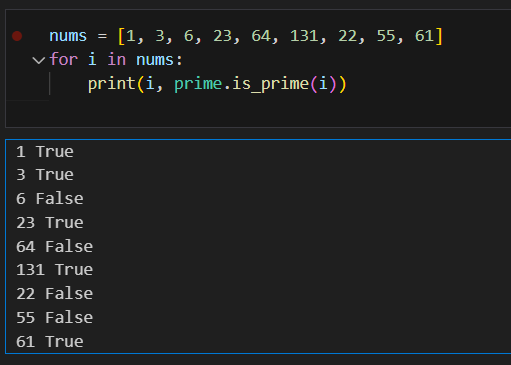 nums = [1, 3, 6, 23, 64, 131, 22, 55, 61]
for i in nums:
    print(i, prime.is_prime(i))
1 True
3 True
6 False
23 True
64 False
131 True
22 False
55 False
61 True